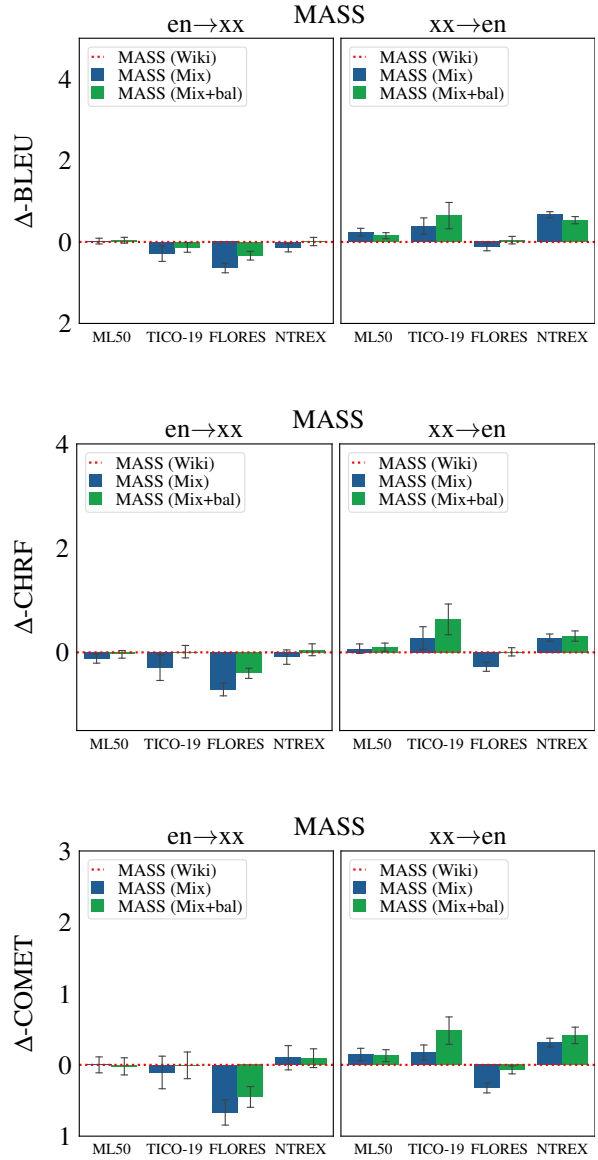 MASS
en→xx xx→en
MASS (Wiki)
MASS (Mix)
MASS (Mix+bal)
MASS (Wiki)
MASS (Mix)
MASS (Mix+bal)
Δ-BLEU
4
2
0
2
ML50 TICO-19 FLORES NTREX ML50 TICO-19 FLORES NTREX
MASS
en→xx xx→en
MASS (Wiki)
MASS (Mix)
MASS (Mix+bal)
MASS (Wiki)
MASS (Mix)
MASS (Mix+bal)
Δ-CHRF
4
2
0
ML50 TICO-19 FLORES NTREX ML50 TICO-19 FLORES NTREX
MASS
en→xx xx→en
MASS (Wiki)
MASS (Mix)
MASS (Mix+bal)
MASS (Wiki)
MASS (Mix)
MASS (Mix+bal)
Δ-COMET
3
2
1
0
1
ML50 TICO-19 FLORES NTREX ML50 TICO-19 FLORES NTREX